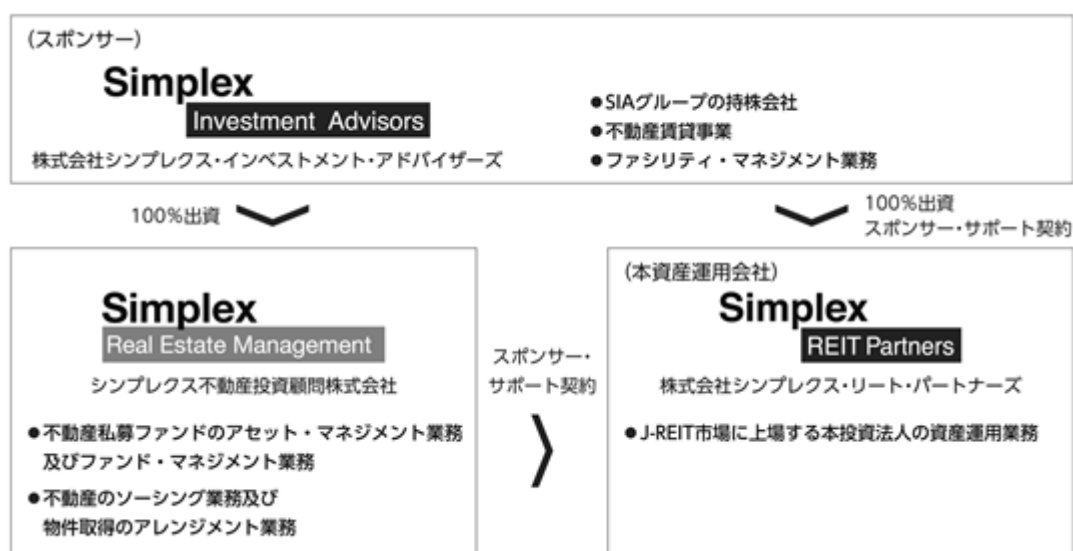 （スポンサー）
Simplex
Investment Advisors
株式会社シンプレクス・インベストメント・アドバイザーズ
●SIAグループの持株会社
●不動産賃貸事業
●ファシリティ・マネジメント業務
100%出資
100%出資
スポンサー・サポート契約
Simplex
Real Estate Management
シンプレクス不動産投資顧問株式会社
●不動産私募ファンドのアセット・マネジメント業務
及びファンド・マネジメント業務
●不動産のソーシング業務及び
物件取得のアレンジメント業務
スポンサー・
サポート契約
（本資産運用会社）
Simplex
REIT Partners
株式会社シンプレクス・リート・パートナーズ
●J-REIT市場に上場する本投資法人の資産運用業務